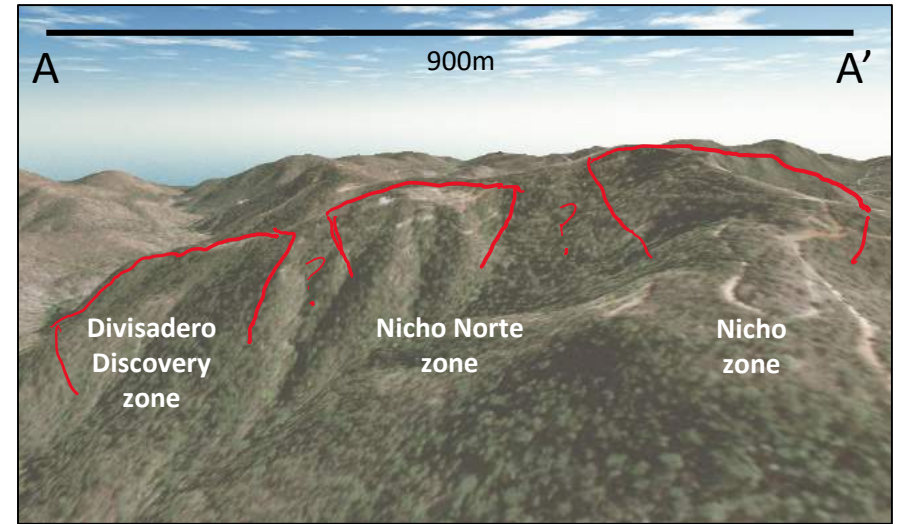 900m
A
A’
?
?
Divisadero
Discovery
zone
Nicho Norte
zone
Nicho
zone